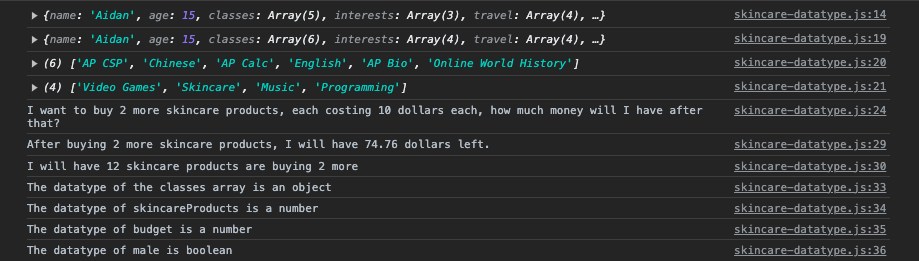 ▶ {name: 'Aidan', age: 15, classes: Array(5), interests: Array(3), travel: Array(4), …} skincare-datatype.js:14
▶ {name: 'Aidan', age: 15, classes: Array(6), interests: Array(4), travel: Array(4), …} skincare-datatype.js:19
▶ (6) ['AP CSP', 'Chinese', 'AP Calc', 'English', 'AP Bio', 'Online World History'] skincare-datatype.js:20
▶ (4) ['Video Games', 'Skincare', 'Music', 'Programming'] skincare-datatype.js:21
I want to buy 2 more skincare products, each costing 10 dollars each, how much money will I have after skincare-datatype.js:24
that?
After buying 2 more skincare products, I will have 74.76 dollars left. skincare-datatype.js:29
I will have 12 skincare products are buying 2 more skincare-datatype.js:30
The datatype of the classes array is an object skincare-datatype.js:33
The datatype of skincareProducts is a number skincare-datatype.js:34
The datatype of budget is a number skincare-datatype.js:35
The datatype of male is boolean skincare-datatype.js:36